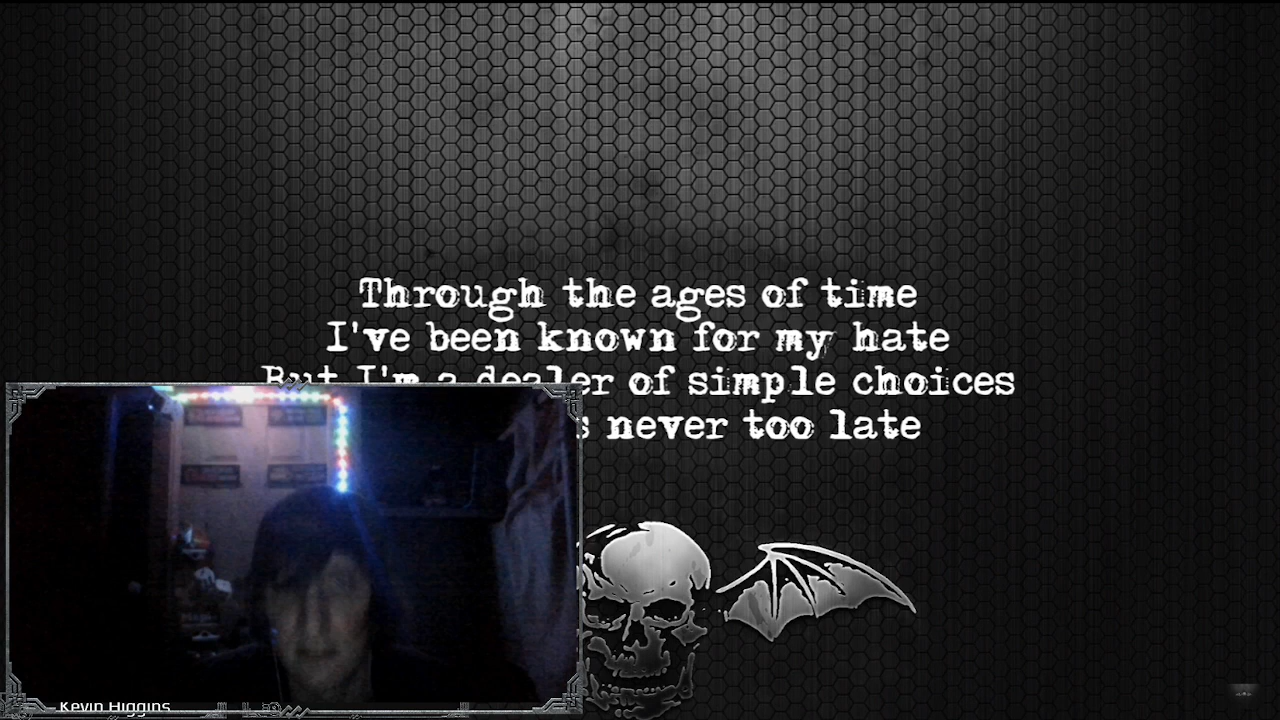 Through the ages of time
I've been known for my hate
But I'm a dealer of simple choices
never too late
Kevin Higgins